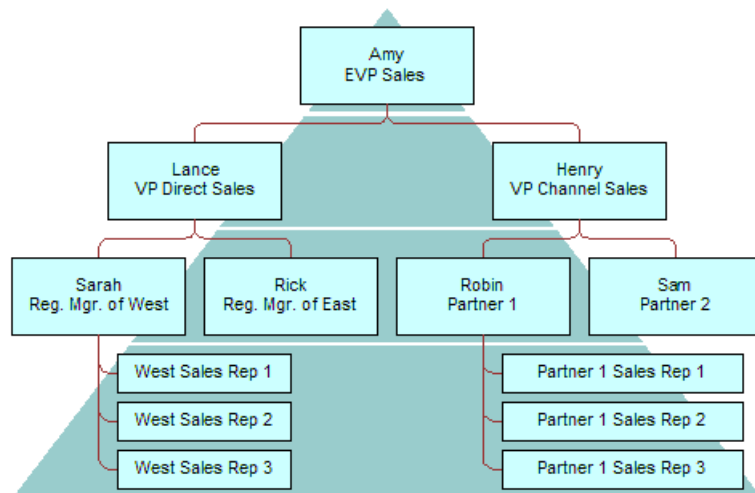 Amy
EVP Sales
Lance
VP Direct Sales
Henry
VP Channel Sales
Sarah
Reg. Mgr. of West
Rick
Reg. Mgr. of East
Robin
Partner 1
Sam
Partner 2
West Sales Rep 1
West Sales Rep 2
West Sales Rep 3
Partner 1 Sales Rep 1
Partner 1 Sales Rep 2
Partner 1 Sales Rep 3